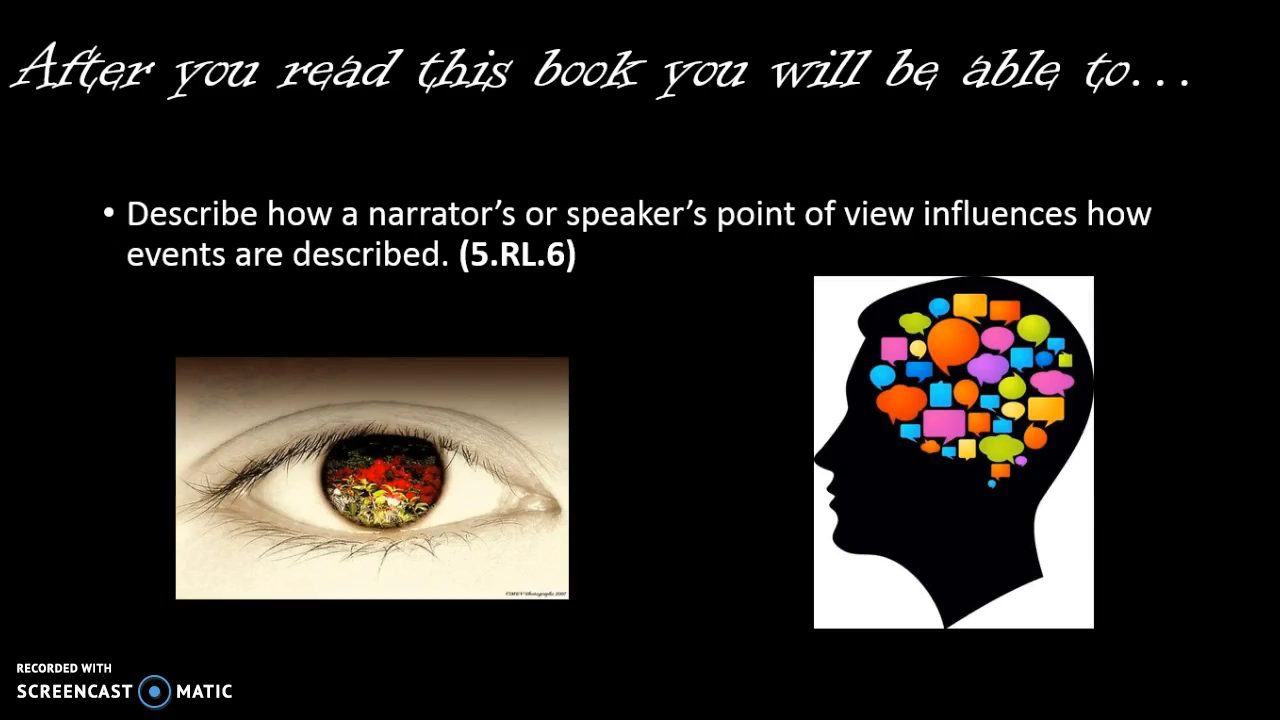 After you read this book you will be able to...
• Describe how a narrator’s or speaker’s point of view influences how
events are described. (5.RL.6)
RECORDED WITH
SCREENCAST MATIC